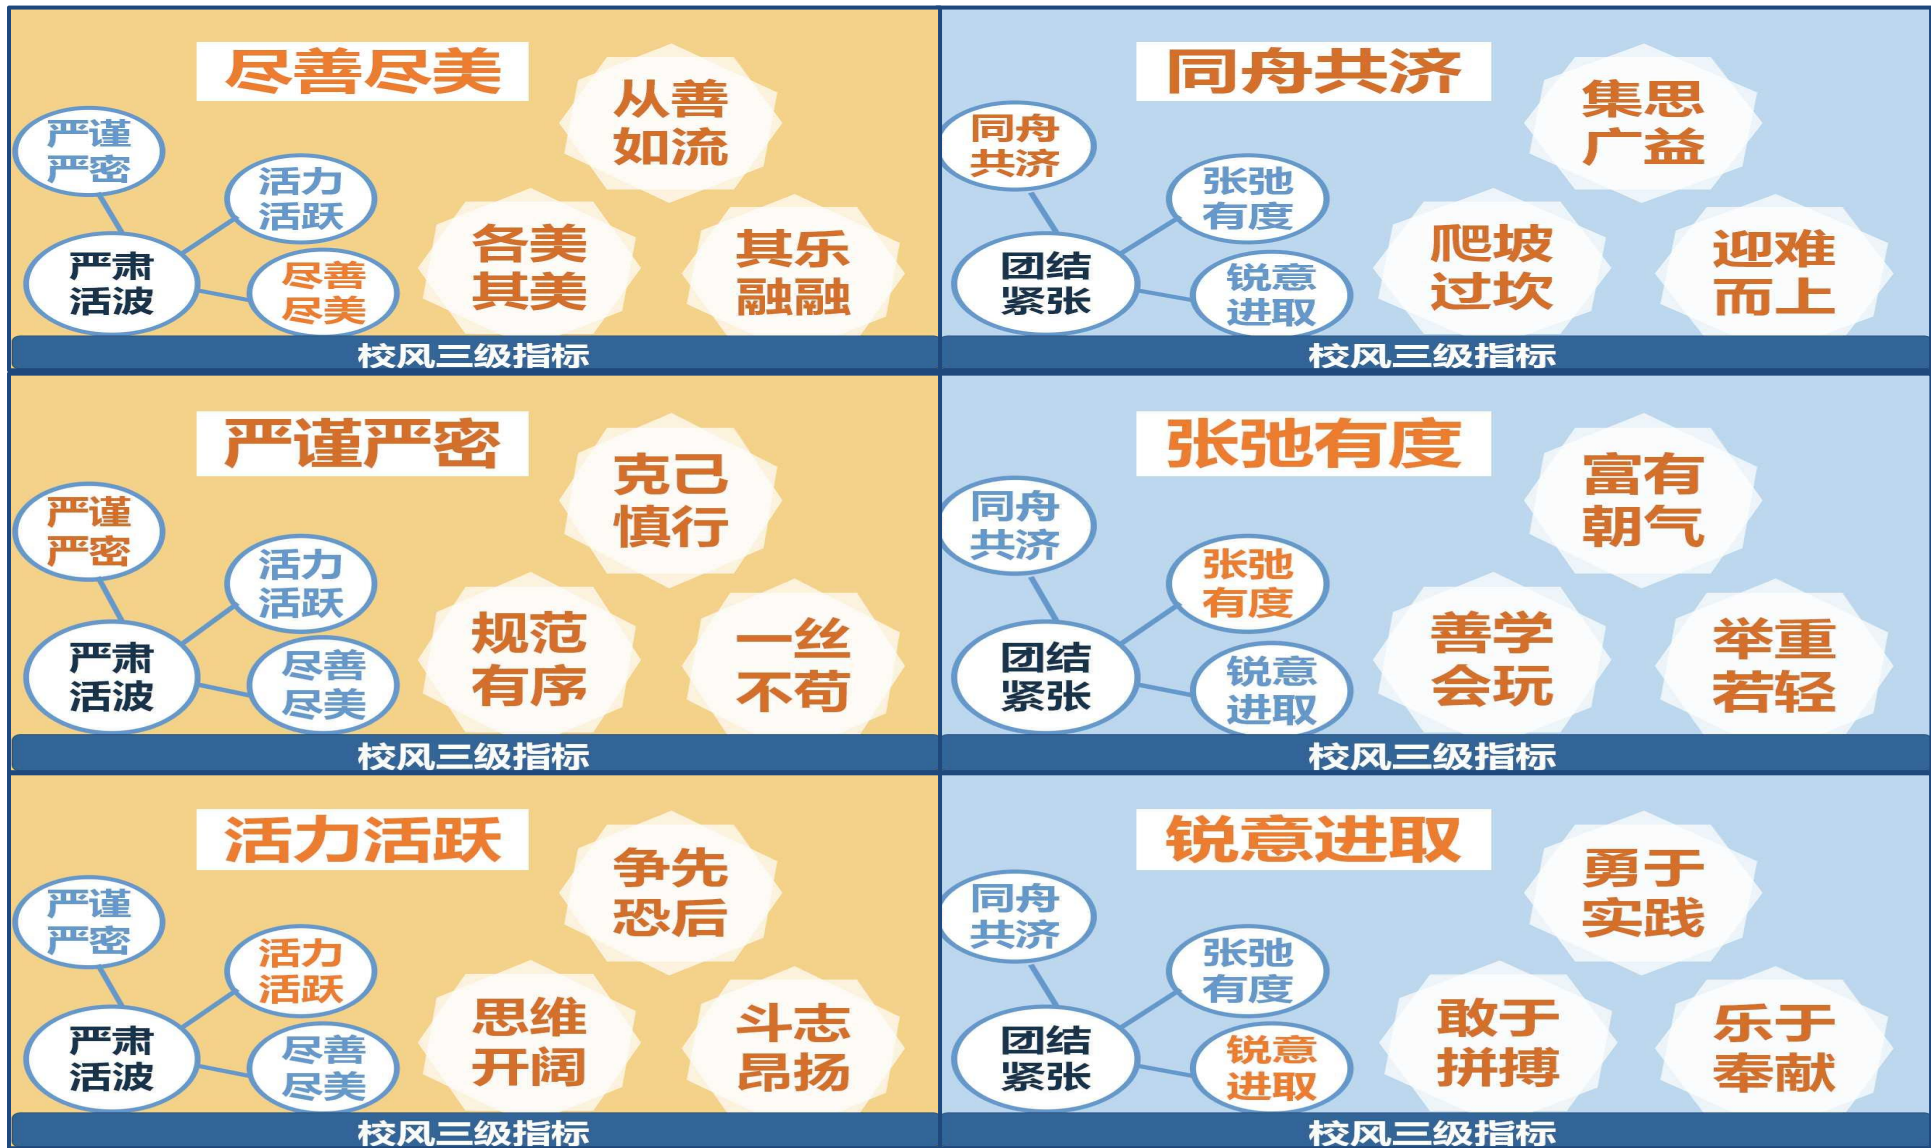 尽善尽美
从善
如流
严谨
严密
活力
活跃
各美
其美
其乐
融融
严肃
活波
尽善
尽美
校风三级指标
同舟共济
集思
广益
同舟
共济
张弛
有度
爬坡
过坎
迎难
而上
团结
紧张
锐意
进取
校风三级指标
严谨严密
克己
慎行
严谨
严密
活力
活跃
规范
有序
一丝
不苟
严肃
活波
尽善
尽美
校风三级指标
张弛有度
富有
朝气
同舟
共济
张弛
有度
善学
会玩
举重
若轻
团结
紧张
锐意
进取
校风三级指标
活力活跃
争先
恐后
严谨
严密
活力
活跃
思维
开阔
斗志
昂扬
严肃
活波
尽善
尽美
校风三级指标
锐意进取
勇于
实践
同舟
共济
张弛
有度
敢于
拼搏
乐于
奉献
团结
紧张
锐意
进取
校风三级指标